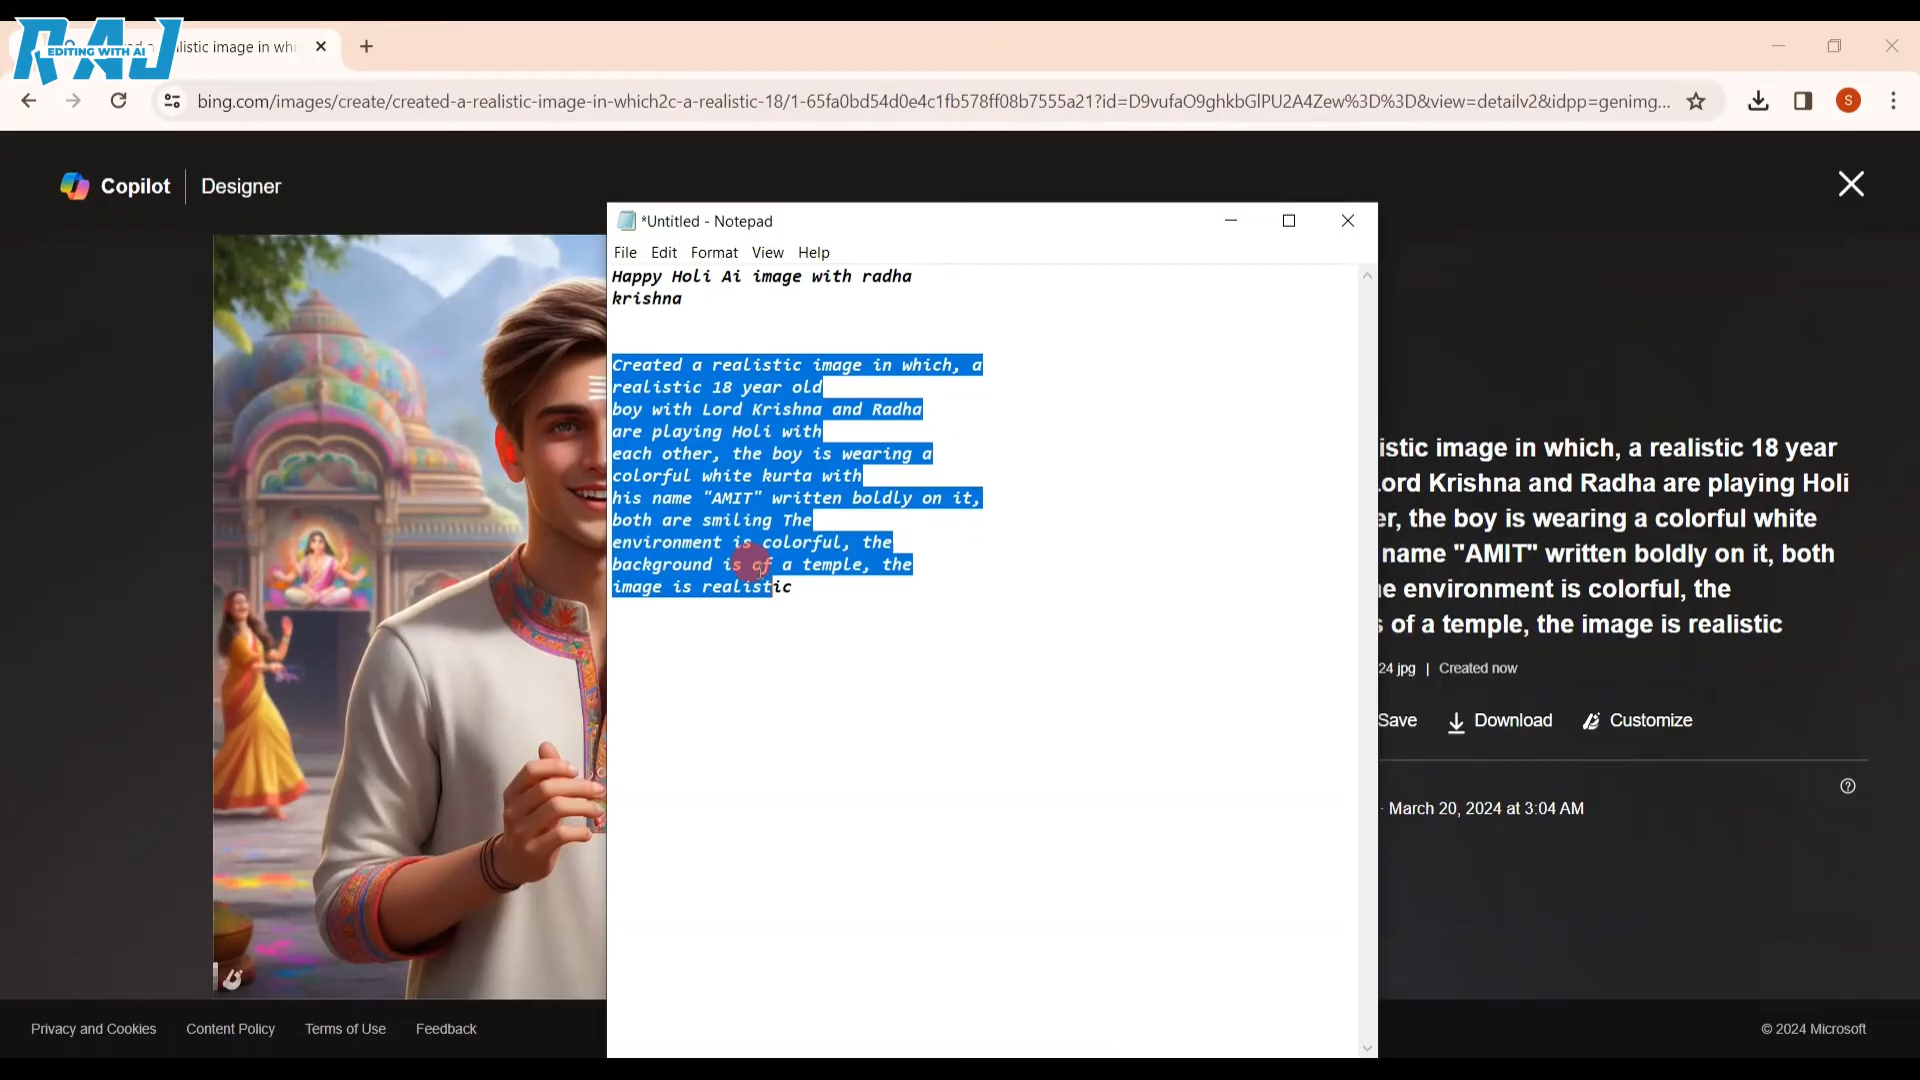 RAJ
EDITING WITH AI
listic image in whi
bing.com/images/create/created-a-realistic-image-in-which2c-a-realistic-18/1-65fa0bd54d0e4c1fb578ff08b7555a21?id=D9vufaO9ghkbGlPU2A4Zew%3D%3D&view=detailv2&idpp=genimg...
S
Copilot | Designer
*Untitled - Notepad
File Edit Format View Help
Happy Holi Ai image with radha
krishna
Created a realistic image in which, a
realistic 18 year old
boy with Lord Krishna and Radha
are playing Holi with
each other, the boy is wearing a
colorful white kurta with
his name "AMIT" written boldly on it,
both are smiling The
environment is colorful, the
background is of a temple, the
image is realistic
istic image in which, a realistic 18 year
Lord Krishna and Radha are playing Holi
er, the boy is wearing a colorful white
name "AMIT" written boldly on it, both
e environment is colorful, the
s of a temple, the image is realistic
24 jpg | Created now
Save Download Customize
· March 20, 2024 at 3:04 AM
Privacy and Cookies Content Policy Terms of Use Feedback
© 2024 Microsoft